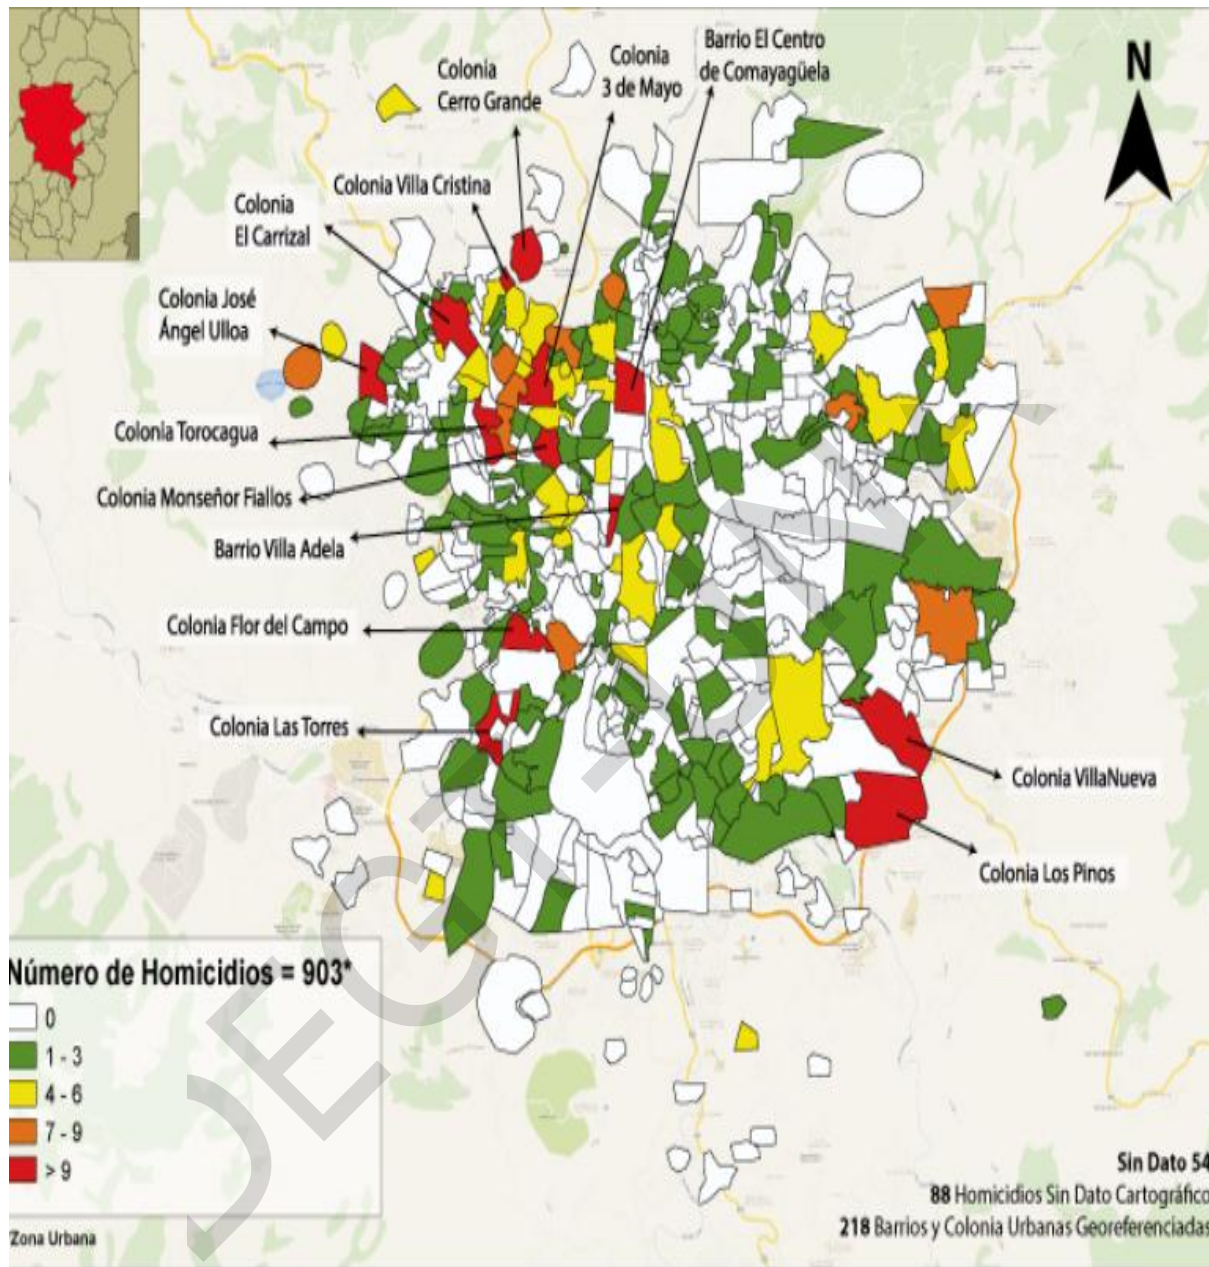 Barrio El Centro
de Comayagüela
N
Colonia
3 de Mayo
Colonia
Cerro Grande
Colonia Villa Cristina
Colonia
El Carrizal
Colonia José
Ángel Ulloa
Colonia Torocagua
Colonia Monseñor Fiallos
Barrio Villa Adela
Colonia Flor del Campo
Colonia Las Torres
Colonia VillaNueva
Colonia Los Pinos
Número de Homicidios = 903*
0
1 - 3
4 - 6
7 - 9
> 9
*Zona Urbana
Sin Dato 54
88 Homicidios Sin Dato Cartográfico
218 Barrios y Colonia Urbanas Georeferenciadas